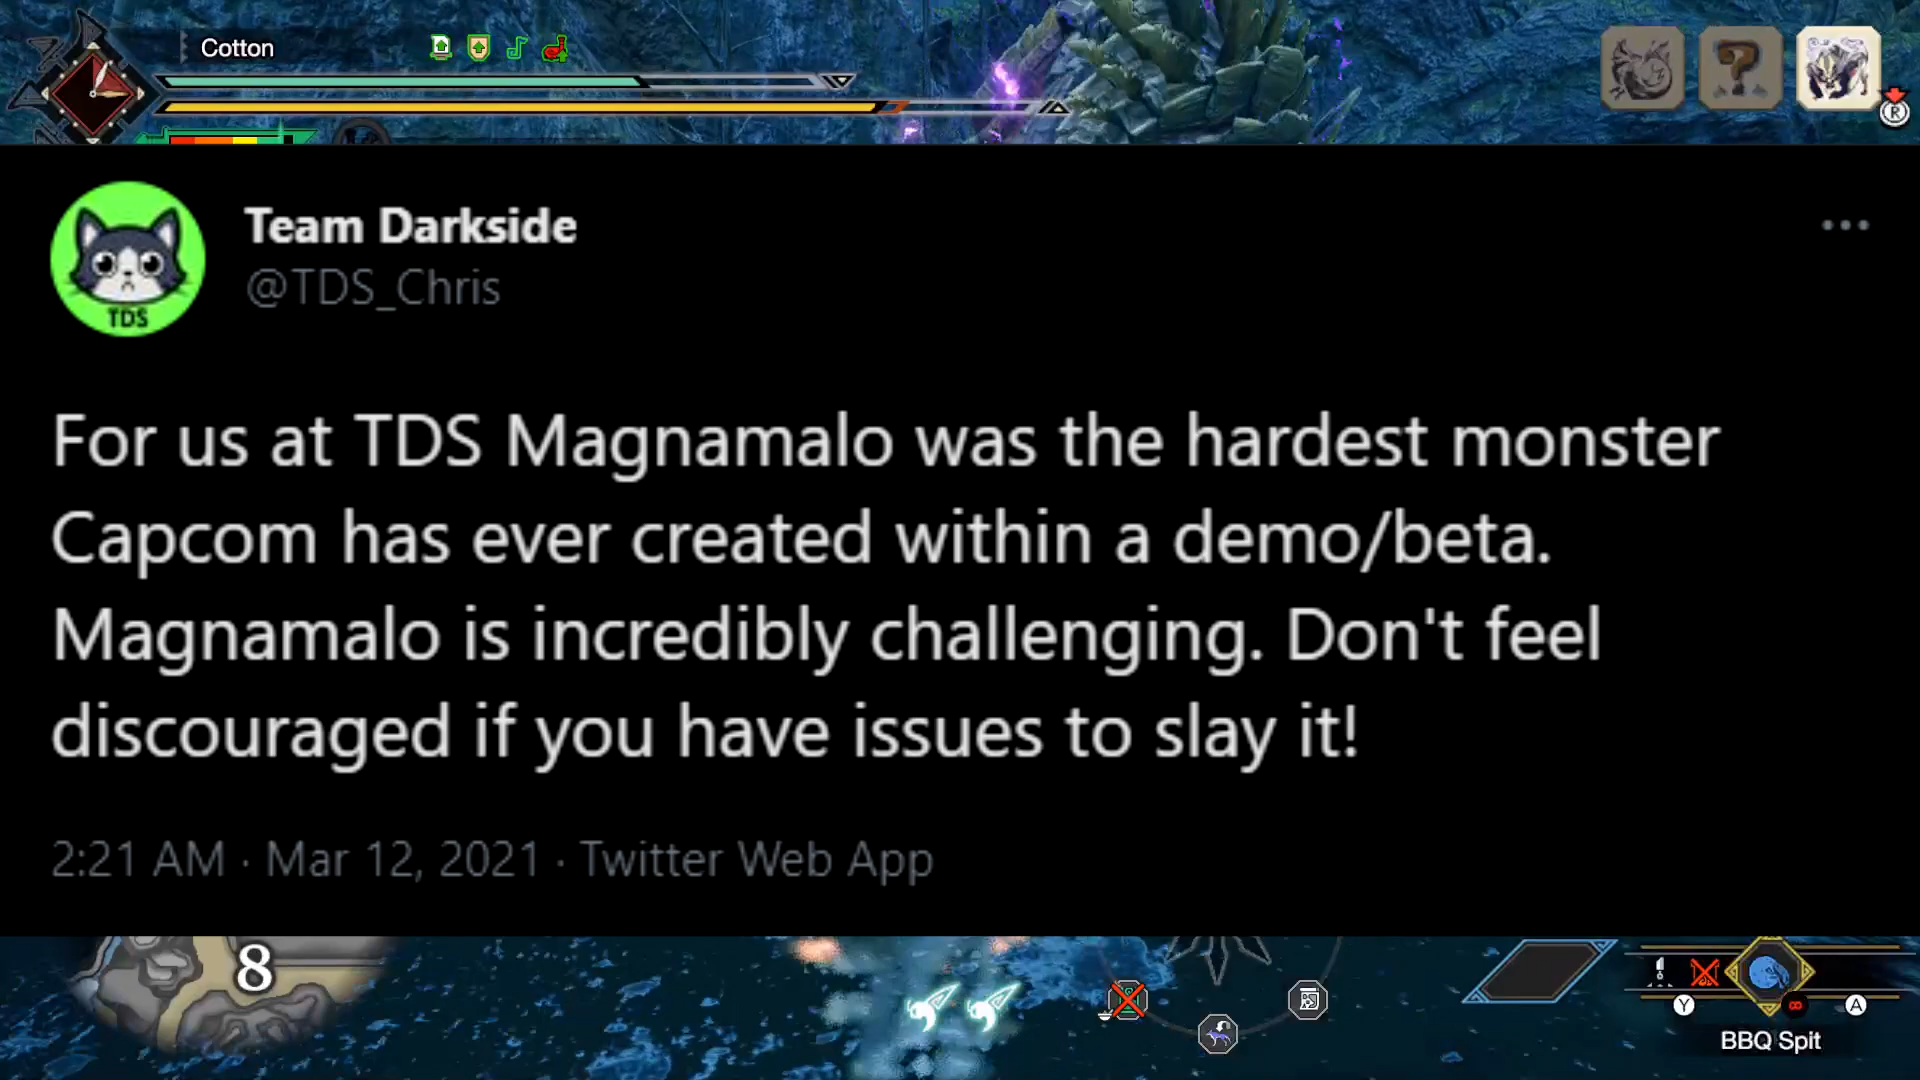 Cotton
R
Team Darkside
@TDS_Chris
TDS
For us at TDS Magnamalo was the hardest monster
Capcom has ever created within a demo/beta.
Magnamalo is incredibly challenging. Don't feel
discouraged if you have issues to slay it!
2:21 AM · Mar 12, 2021 · Twitter Web App
8
Y
A
BBQ Spit